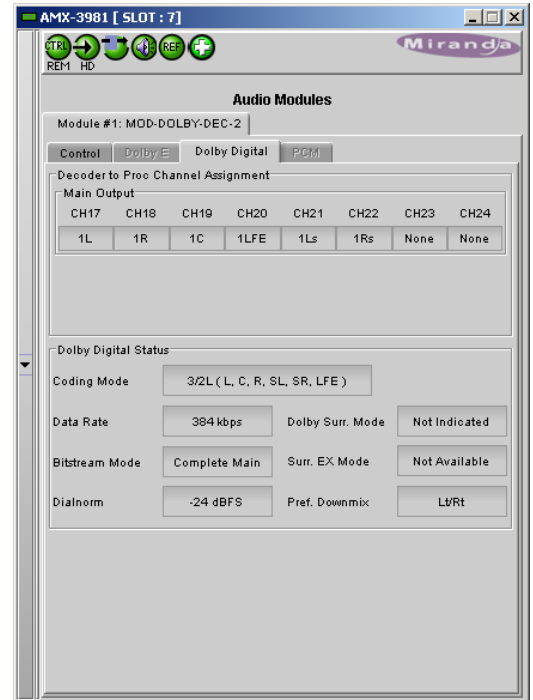 AMX-3981 [ SLOT : 7]
CTRL REF
REM HD
Miranda
Audio Modules
Module #1: MOD-DOLBY-DEC-2
Control Dolby E Dolby Digital PCM
Decoder to Proc Channel Assignment
Main Output
CH17 CH18 CH19 CH20 CH21 CH22 CH23 CH24
1L 1R 1C 1LFE 1Ls 1Rs None None
Dolby Digital Status
Coding Mode 3/2L ( L, C, R, SL, SR, LFE )
Data Rate 384 kbps Dolby Surr. Mode Not Indicated
Bitstream Mode Complete Main Surr. EX Mode Not Available
Dialnorm -24 dBFS Pref. Downmix Lt/Rt